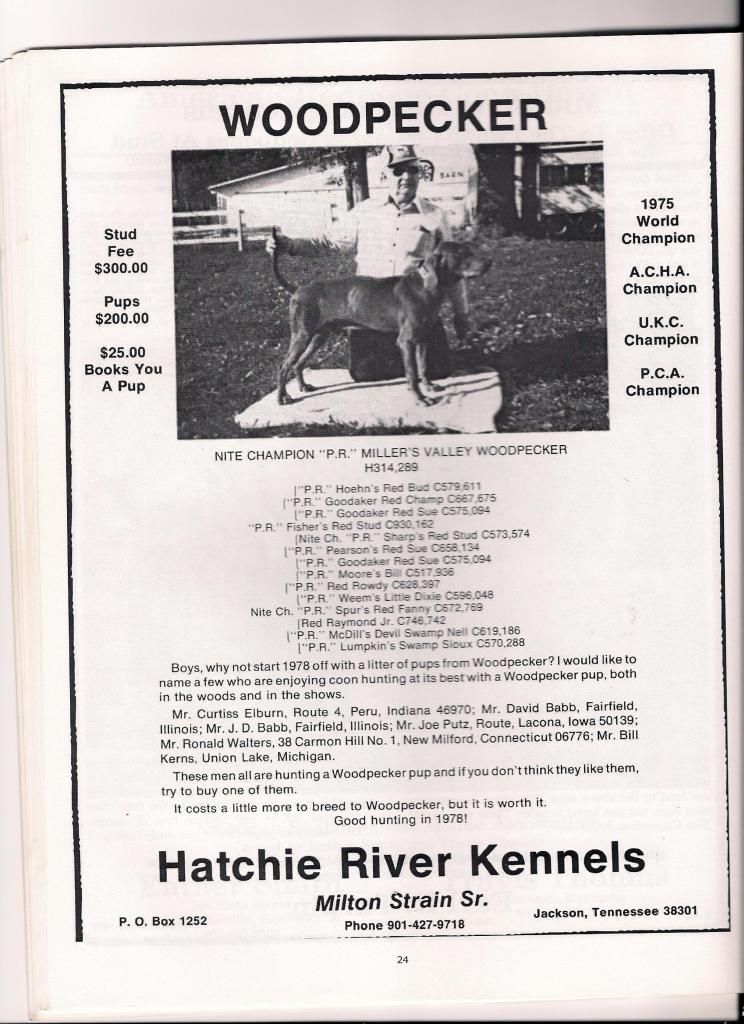 WOODPECKER
BARN
Stud
Fee
$300.00
Pups
$200.00
$25.00
Books You
A Pup
1975
World
Champion
A.C.H.A.
Champion
U.K.C.
Champion
P.C.A.
Champion
NITE CHAMPION "P.R." MILLER'S VALLEY WOODPECKER
H314,289
["P.R." Hoehn's Red Bud C579,611
["P.R." Goodaker Red Champ C667,675
["P.R." Goodaker Red Sue C575,094
"P.R." Fisher's Red Stud C930,162
[Nite Ch. "P.R." Sharp's Red Stud C573,574
["P.R." Pearson's Red Sue C658,134
["P.R." Goodaker Red Sue C575,094
["P.R." Moore's Bill C517,936
["P.R." Red Rowdy C628,397
["P.R." Weem's Little Dixie C596,048
Nite Ch. "P.R." Spur's Red Fanny C672,769
[Red Raymond Jr. C746,742
["P.R." McDill's Devil Swamp Nell C619,186
["P.R." Lumpkin's Swamp Sioux C570,288
Boys, why not start 1978 off with a litter of pups from Woodpecker? I would like to
name a few who are enjoying coon hunting at its best with a Woodpecker pup, both
in the woods and in the shows.
Mr. Curtiss Elburn, Route 4, Peru, Indiana 46970; Mr. David Babb, Fairfield,
Illinois; Mr. J. D. Babb, Fairfield, Illinois; Mr. Joe Putz, Route, Lacona, Iowa 50139;
Mr. Ronald Walters, 38 Carmon Hill No. 1, New Milford, Connecticut 06776; Mr. Bill
Kerns, Union Lake, Michigan.
These men all are hunting a Woodpecker pup and if you don't think they like them,
try to buy one of them.
It costs a little more to breed to Woodpecker, but it is worth it.
Good hunting in 1978!
Hatchie River Kennels
Milton Strain Sr.
P. O. Box 1252
Phone 901-427-9718
Jackson, Tennessee 38301
24